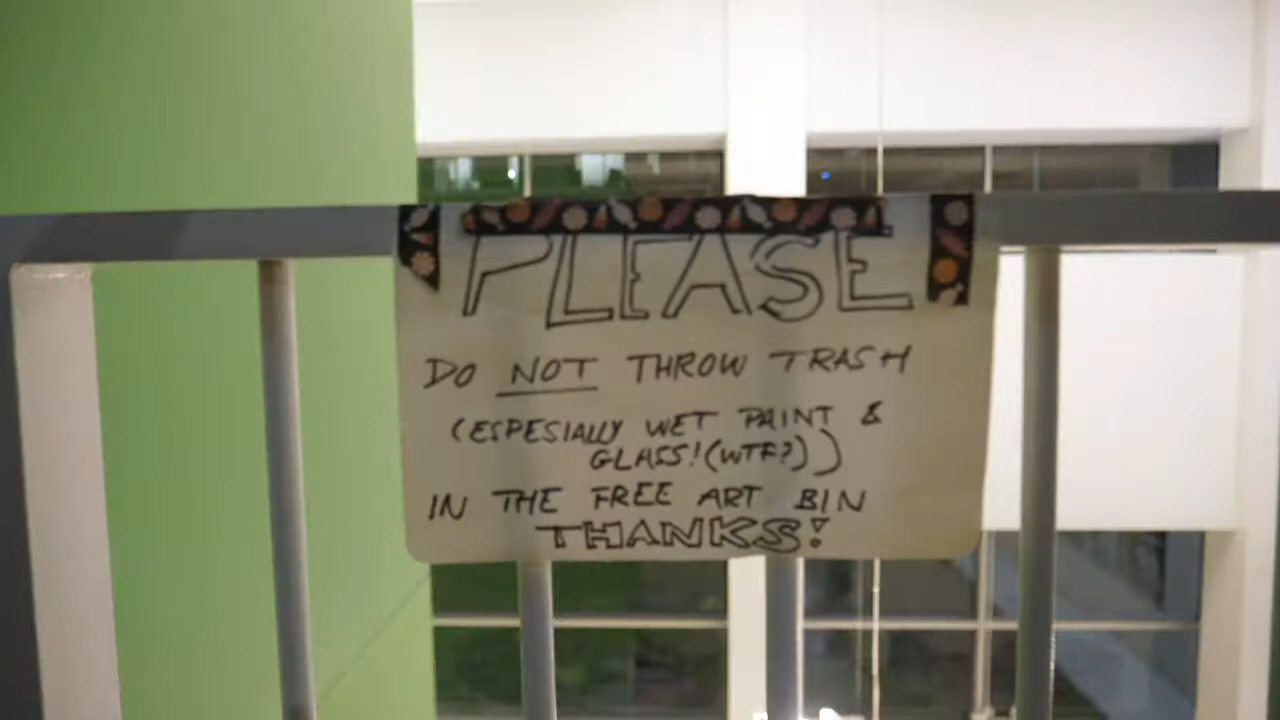 PLEASE
DO NOT THROW TRASH
(ESPESIALLY WET PAINT &
GLASS! (WTF?))
IN THE FREE ART BIN
THANKS!